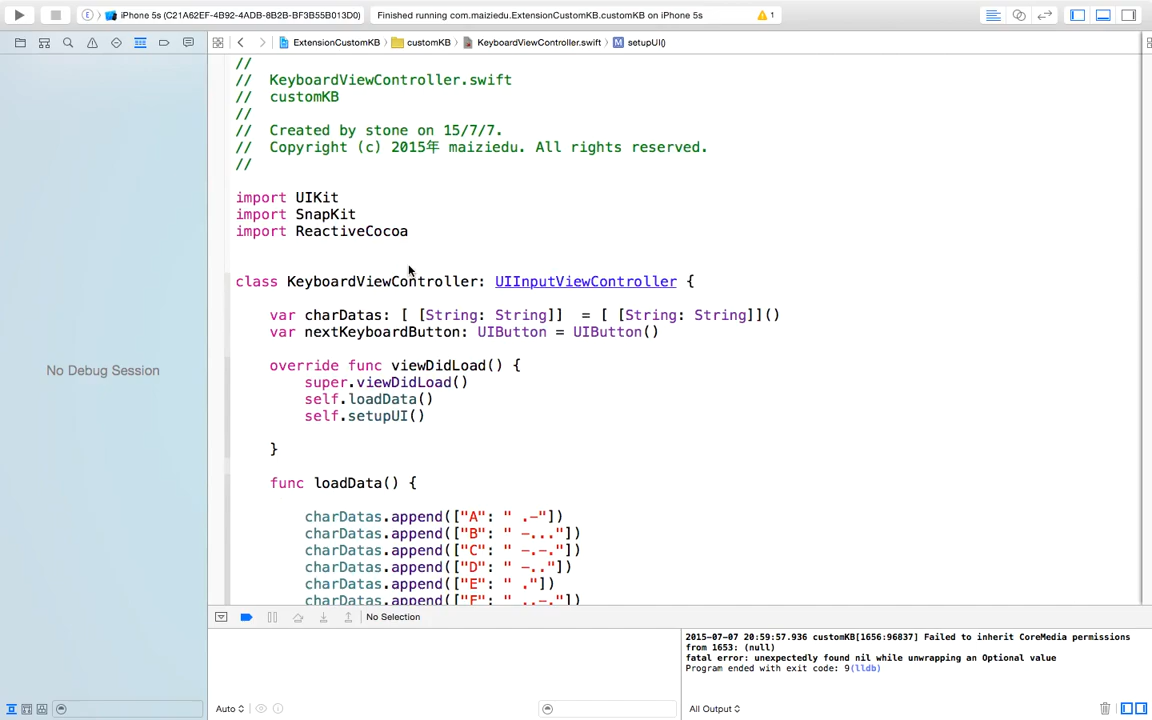 iPhone 5s (C21A62EF-4B92-4ADB-8B2B-BF3B55B013D0)
Finished running com.maiziedu.ExtensionCustomKB.customKB on iPhone 5s
1
ExtensionCustomKB
customKB
KeyboardViewController.swift
M setupUI()
//
// KeyboardViewController.swift
// customKB
//
// Created by stone on 15/7/7.
// Copyright (c) 2015年 maiziedu. All rights reserved.
//
import UIKit
import SnapKit
import ReactiveCocoa
class KeyboardViewController: UIInputViewController {
var charDatas: [ [String: String]] = [ [String: String]]()
var nextKeyboardButton: UIButton = UIButton()
override func viewDidLoad() {
super.viewDidLoad()
self.loadData()
self.setupUI()
}
func loadData() {
charDatas.append(["A": " .-"])
charDatas.append(["B": " -..."])
charDatas.append(["C": " -.-."])
charDatas.append(["D": " -.."])
charDatas.append(["E": " ."])
charDatas.append(["F": " ..-."])
No Debug Session
No Selection
2015-07-07 20:59:57.936 customKB[1656:96837] Failed to inherit CoreMedia permissions
from 1653: (null)
fatal error: unexpectedly found nil while unwrapping an Optional value
Program ended with exit code: 9(lldb)
Auto
All Output